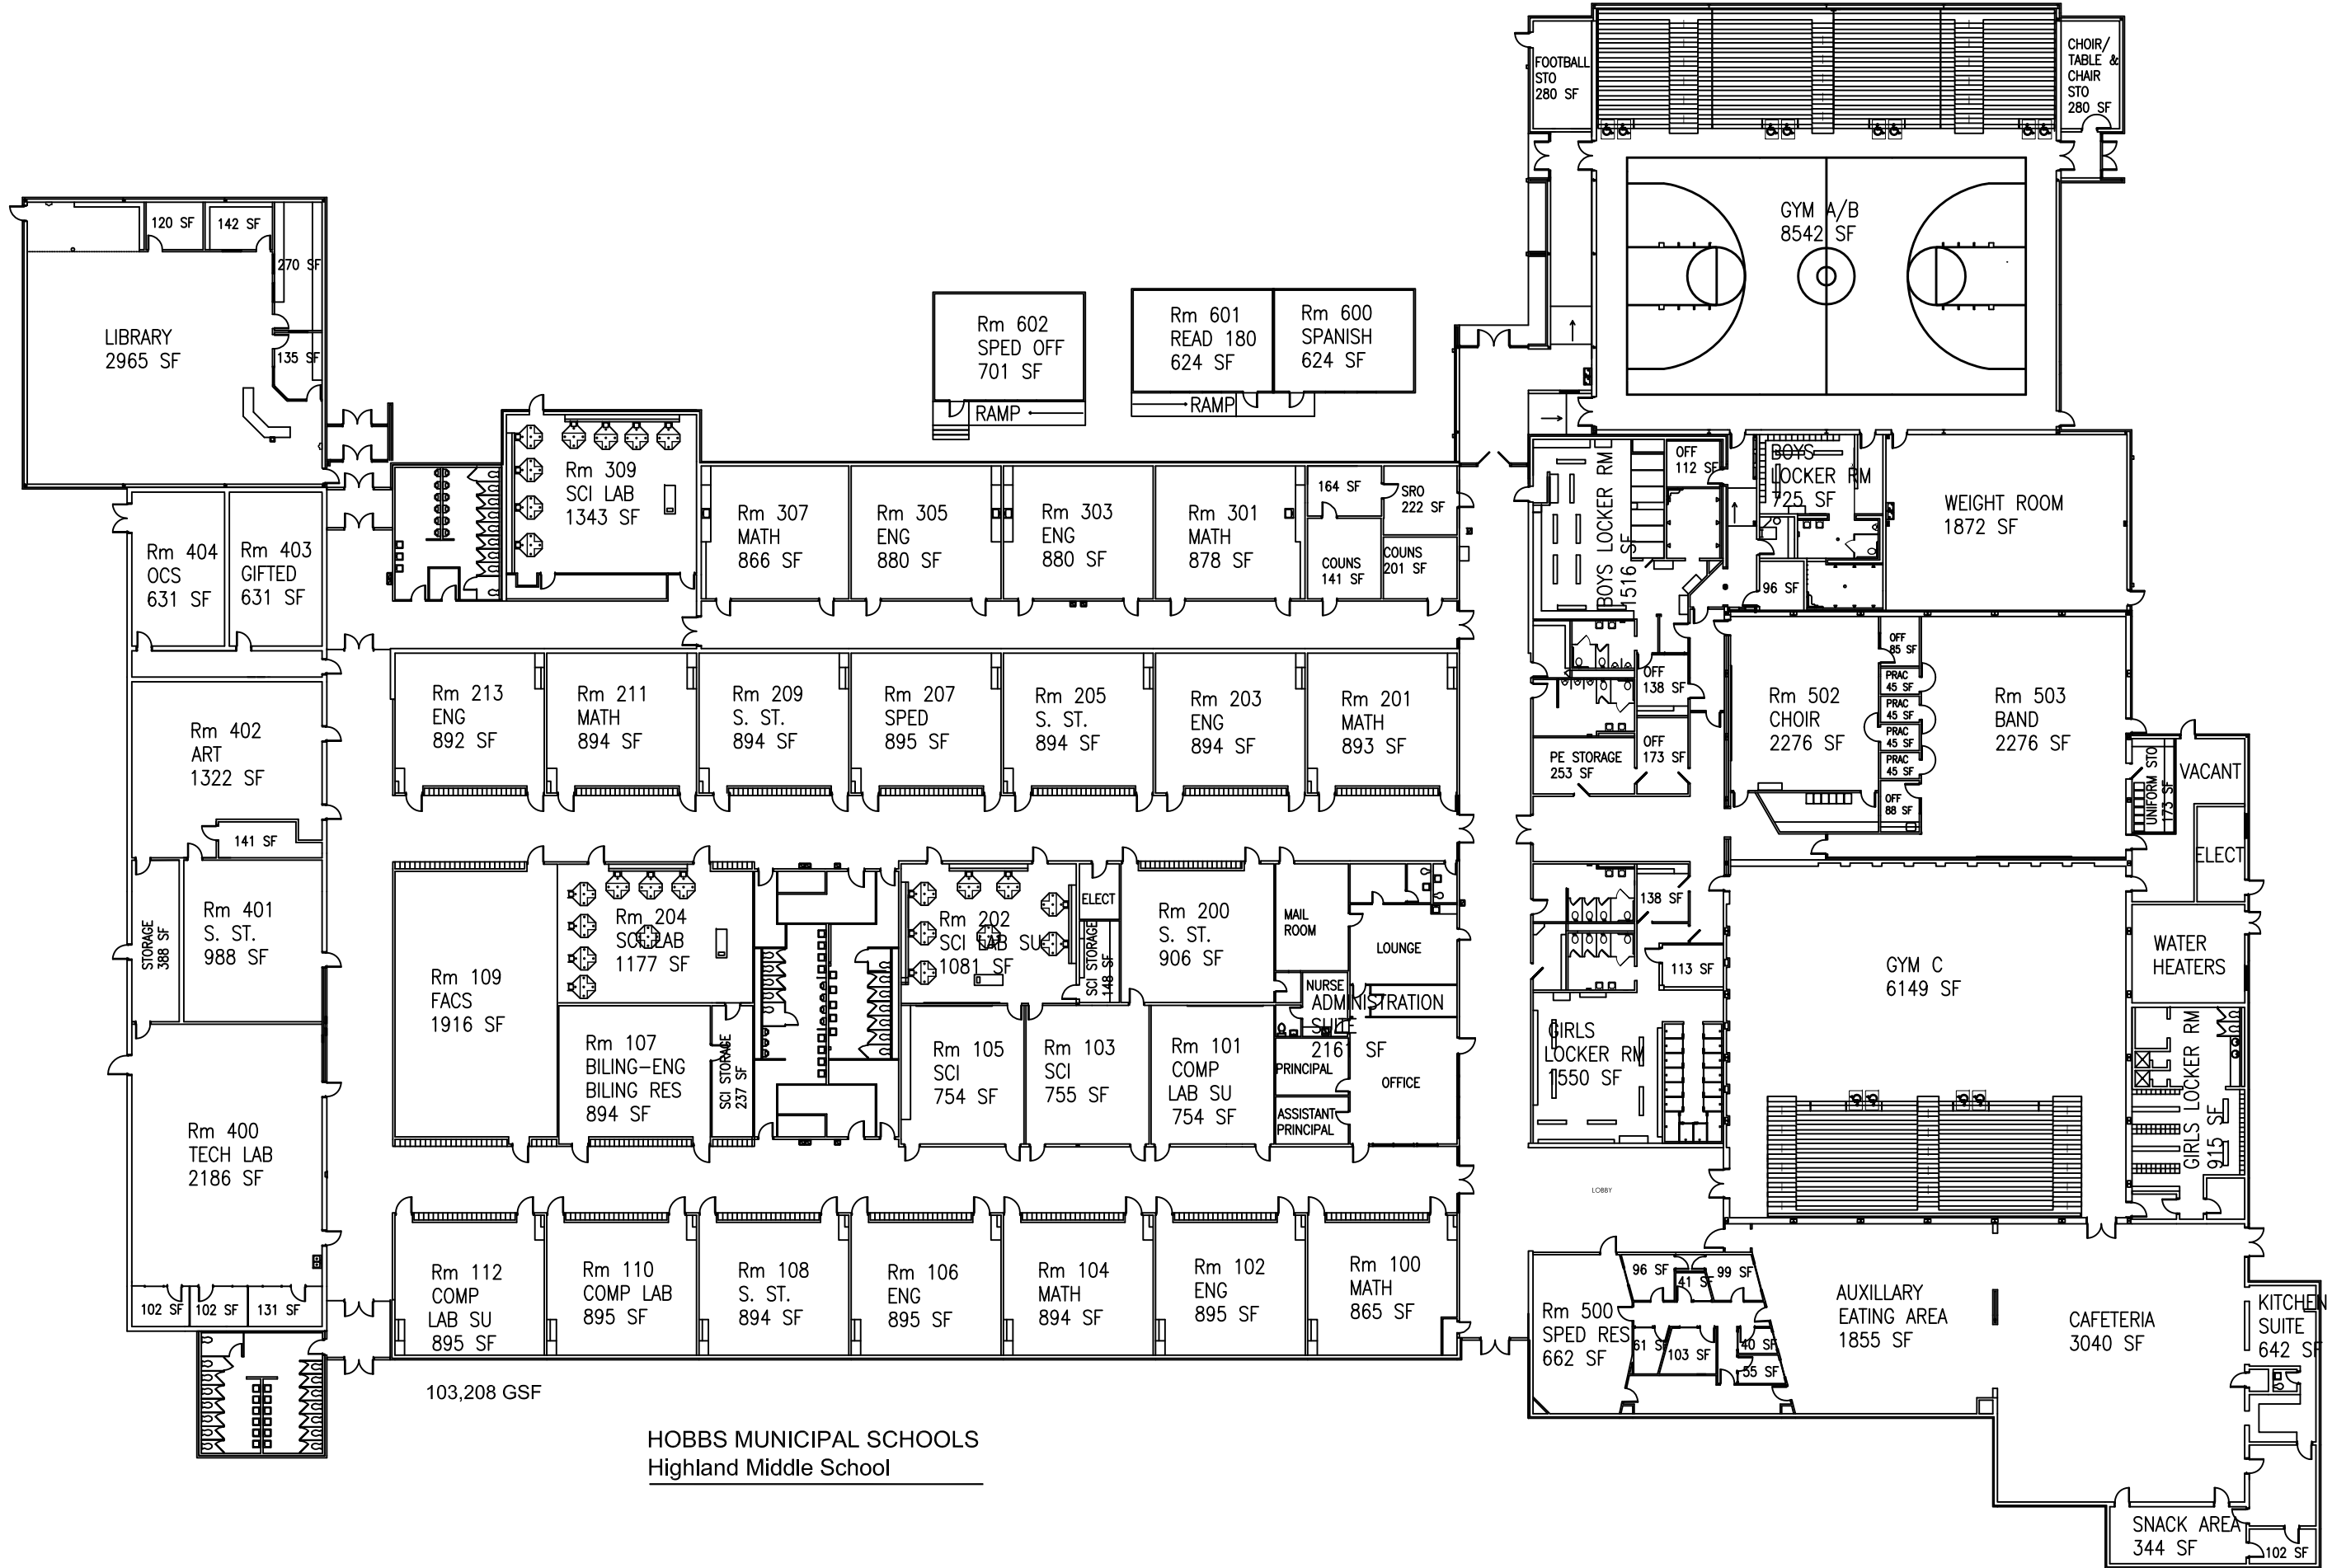 FOOTBALL
STO
280 SF
CHOIR/
TABLE &
CHAIR
STO
280 SF
GYM A/B
8542 SF
120 SF
142 SF
270 SF
LIBRARY
2965 SF
135 SF
Rm 602
SPED OFF
701 SF
RAMP
Rm 601
READ 180
624 SF
Rm 600
SPANISH
624 SF
RAMP
Rm 404
OCS
631 SF
Rm 403
GIFTED
631 SF
Rm 309
SCI LAB
1343 SF
Rm 307
MATH
866 SF
Rm 305
ENG
880 SF
Rm 303
ENG
880 SF
Rm 301
MATH
878 SF
164 SF
SRO
222 SF
COUNS
141 SF
COUNS
201 SF
BOYS LOCKER RM
1516 SF
OFF
112 SF
BOYS
LOCKER RM
725 SF
96 SF
WEIGHT ROOM
1872 SF
Rm 402
ART
1322 SF
141 SF
Rm 213
ENG
892 SF
Rm 211
MATH
894 SF
Rm 209
S. ST.
894 SF
Rm 207
SPED
895 SF
Rm 205
S. ST.
894 SF
Rm 203
ENG
894 SF
Rm 201
MATH
893 SF
OFF
138 SF
PE STORAGE
253 SF
OFF
173 SF
Rm 502
CHOIR
2276 SF
OFF
85 SF
PRAC
45 SF
PRAC
45 SF
PRAC
45 SF
PRAC
45 SF
OFF
88 SF
Rm 503
BAND
2276 SF
UNIFORM STO
173 SF
VACANT
ELECT
STORAGE
388 SF
Rm 401
S. ST.
988 SF
Rm 109
FACS
1916 SF
Rm 204
SCI LAB
1177 SF
Rm 107
BILING-ENG
BILING RES
894 SF
SCI STORAGE
237 SF
Rm 202
SCI LAB SU
1081 SF
ELECT
SCI STORAGE
148 SF
Rm 200
S. ST.
906 SF
MAIL
ROOM
LOUNGE
NURSE
ADMINISTRATION
SUITE
2161 SF
PRINCIPAL
OFFICE
ASSISTANT
PRINCIPAL
Rm 105
SCI
754 SF
Rm 103
SCI
755 SF
Rm 101
COMP
LAB SU
754 SF
138 SF
113 SF
GIRLS
LOCKER RM
1550 SF
GYM C
6149 SF
WATER
HEATERS
GIRLS LOCKER RM
915 SF
Rm 400
TECH LAB
2186 SF
102 SF
102 SF
131 SF
Rm 112
COMP
LAB SU
895 SF
Rm 110
COMP LAB
895 SF
Rm 108
S. ST.
894 SF
Rm 106
ENG
895 SF
Rm 104
MATH
894 SF
Rm 102
ENG
895 SF
Rm 100
MATH
865 SF
LOBBY
Rm 500
SPED RES
662 SF
96 SF
41 SF
99 SF
61 SF
103 SF
40 SF
55 SF
AUXILLARY
EATING AREA
1855 SF
CAFETERIA
3040 SF
KITCHEN
SUITE
642 SF
SNACK AREA
344 SF
102 SF
103,208 GSF
HOBBS MUNICIPAL SCHOOLS
Highland Middle School